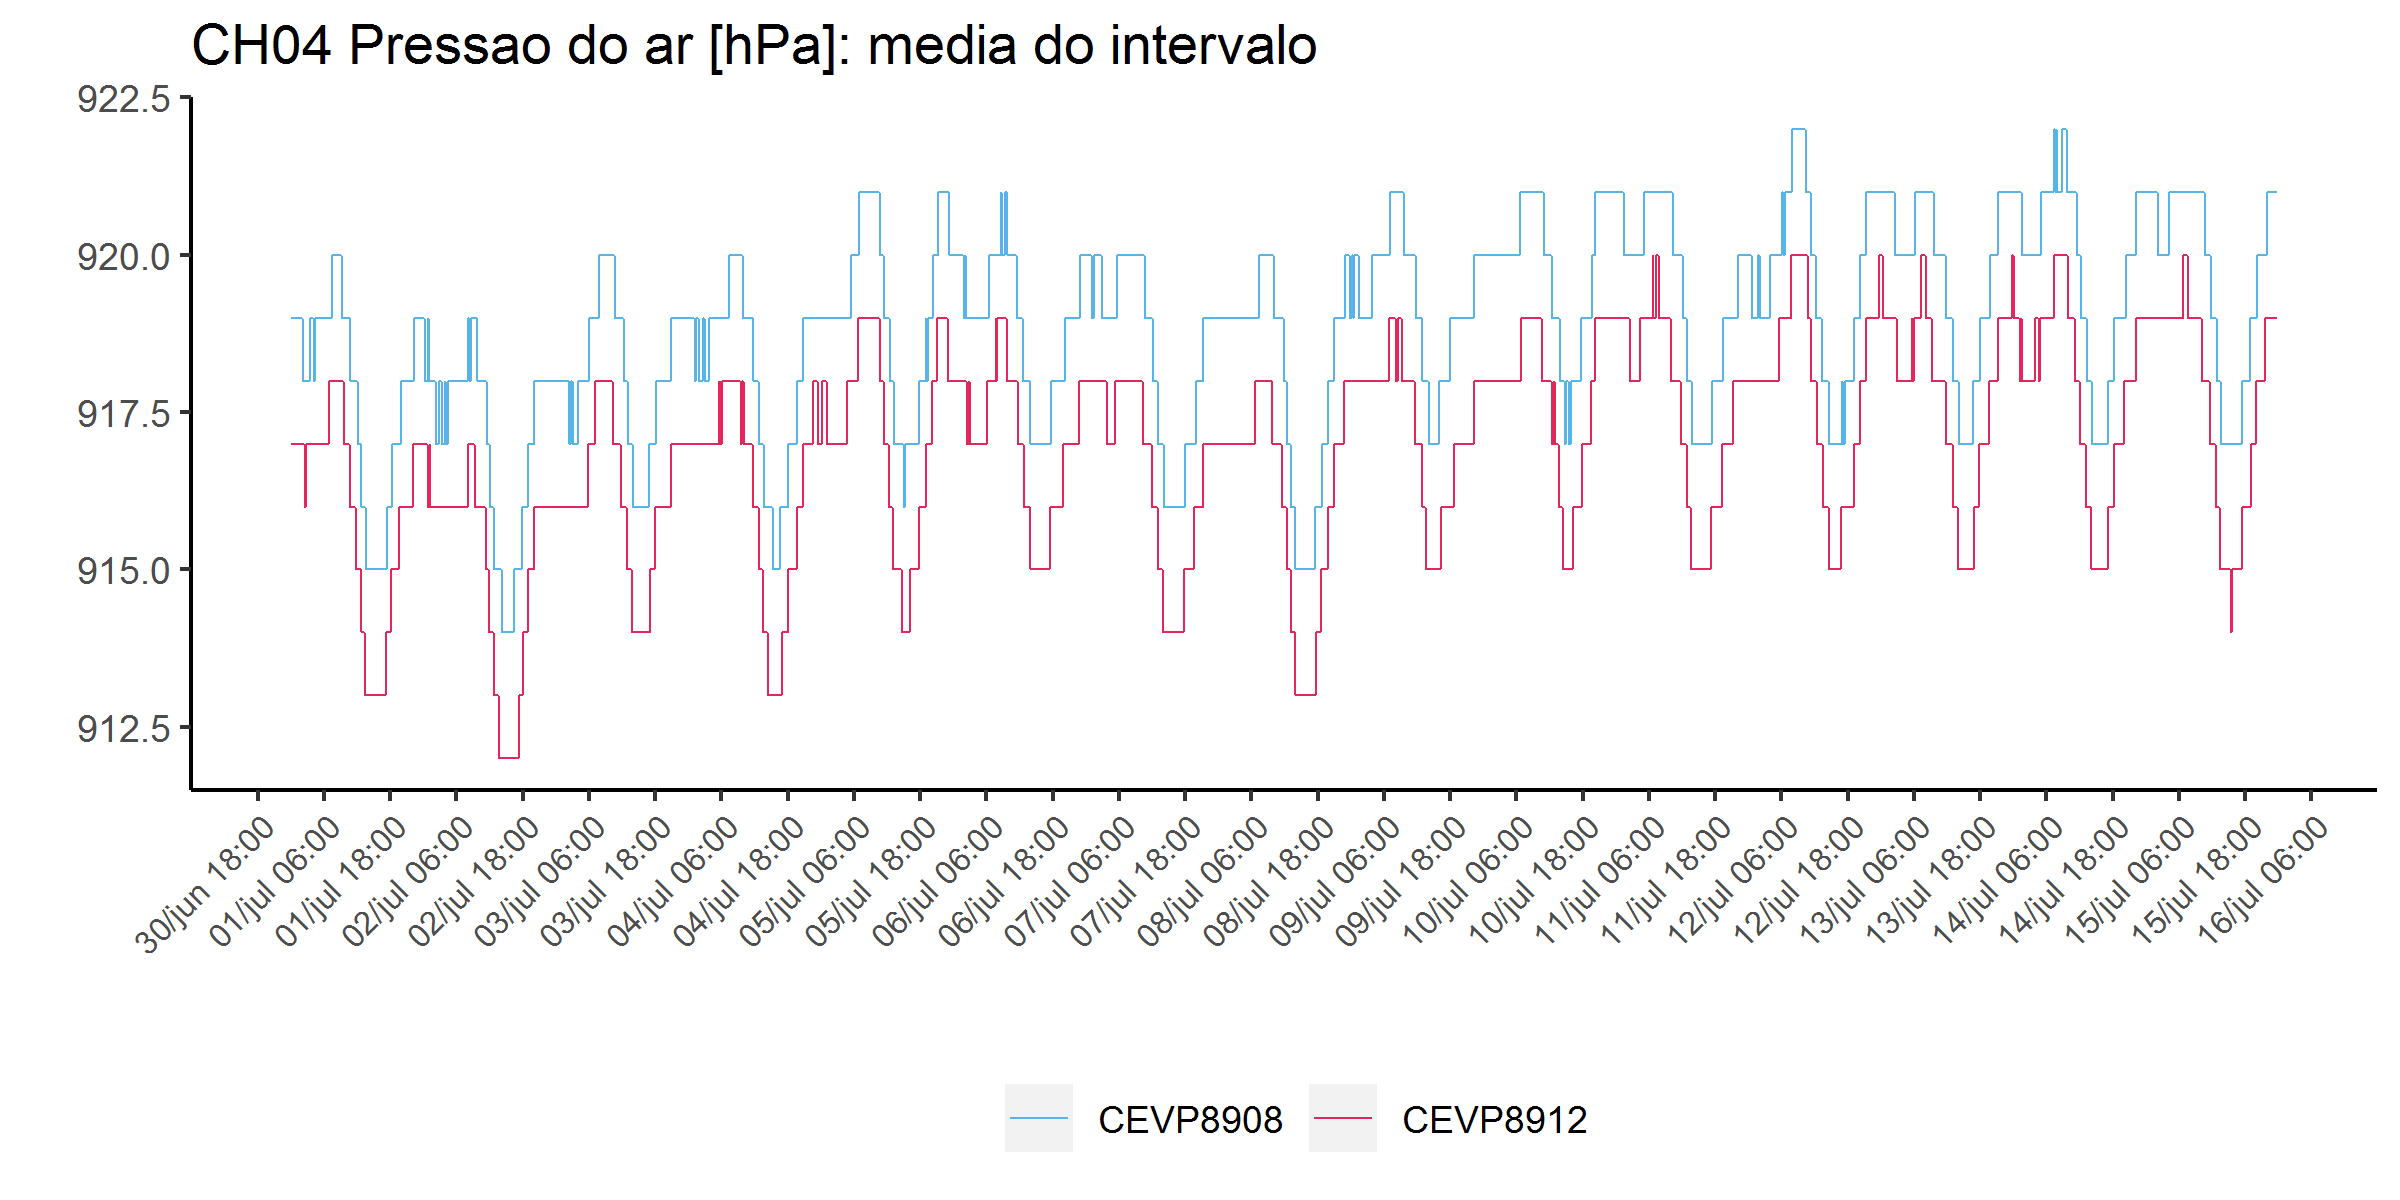 CH04 Pressao do ar [hPa]: media do intervalo
922.5
920.0
917.5
915.0
912.5
30/jun 18:00
01/jul 06:00
01/jul 18:00
02/jul 06:00
02/jul 18:00
03/jul 06:00
03/jul 18:00
04/jul 06:00
04/jul 18:00
05/jul 06:00
05/jul 18:00
06/jul 06:00
06/jul 18:00
07/jul 06:00
07/jul 18:00
08/jul 06:00
08/jul 18:00
09/jul 06:00
09/jul 18:00
10/jul 06:00
10/jul 18:00
11/jul 06:00
11/jul 18:00
12/jul 06:00
12/jul 18:00
13/jul 06:00
13/jul 18:00
14/jul 06:00
14/jul 18:00
15/jul 06:00
15/jul 18:00
16/jul 06:00
CEVP8908 CEVP8912